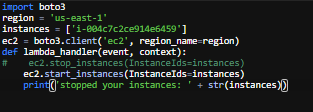 import boto3
region = 'us-east-1'
instances = ['i-004c7c2ce914e6459']
ec2 = boto3.client('ec2', region_name=region)
def lambda_handler(event, context):
#    ec2.stop_instances(InstanceIds=instances)
    ec2.start_instances(InstanceIds=instances)
    print('stopped your instances: ' + str(instances))